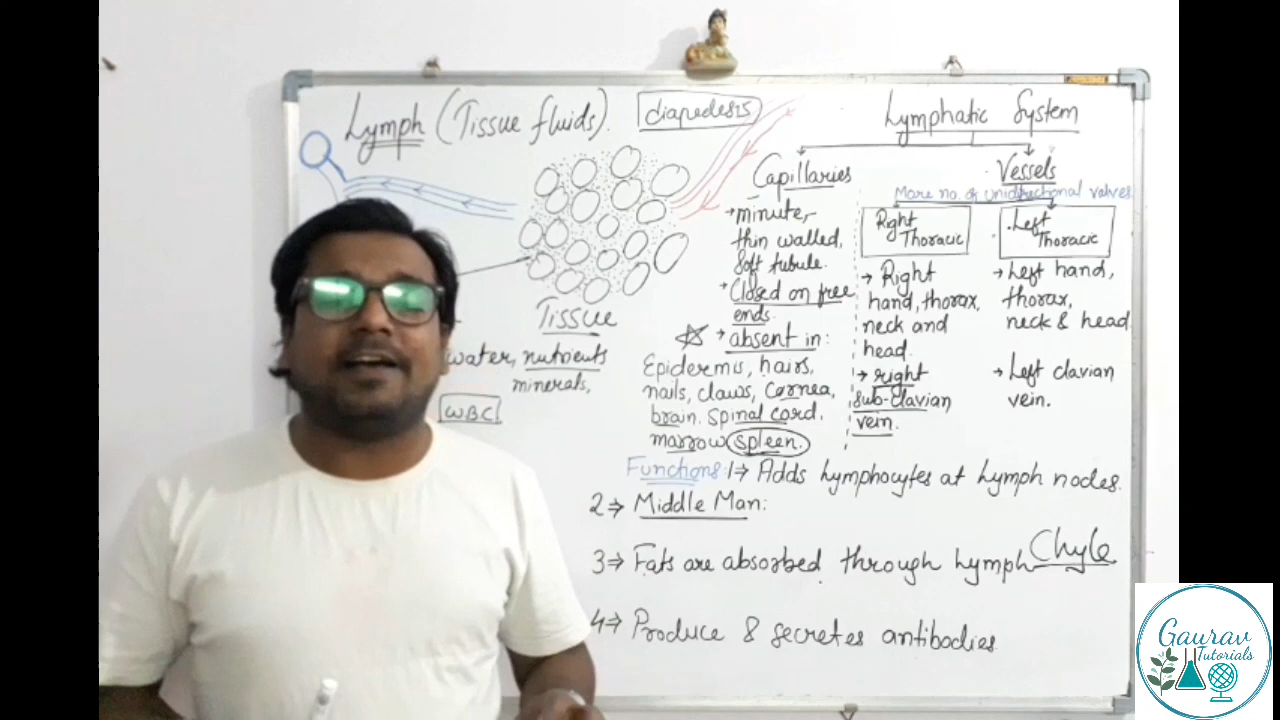 Lymph (Tissue fluids).
diapedesis
Tissue
water, nutrients
minerals,
WBC
Lymphatic System
Capillaries
→ minute,
thin walled,
soft tubule.
→ Closed on free
ends.
→ absent in:
Epidermis, hairs,
nails, claws, Cornea,
brain, spinal cord,
marrow spleen.
Vessels
More no. of unidirectional valves
Right
Thoracic
→ Right
hand, thorax,
neck and
head.
→ right
sub-clavian
vein.
Left
Thoracic
→ Left hand,
thorax,
neck & head.
→ Left clavian
vein.
Functions: 1→ Adds lymphocytes at lymph nodes.
2→ Middle Man:
3→ Fats are absorbed through lymph Chyle
4→ Produce & secretes antibodies.
Gaurav
Tutorials